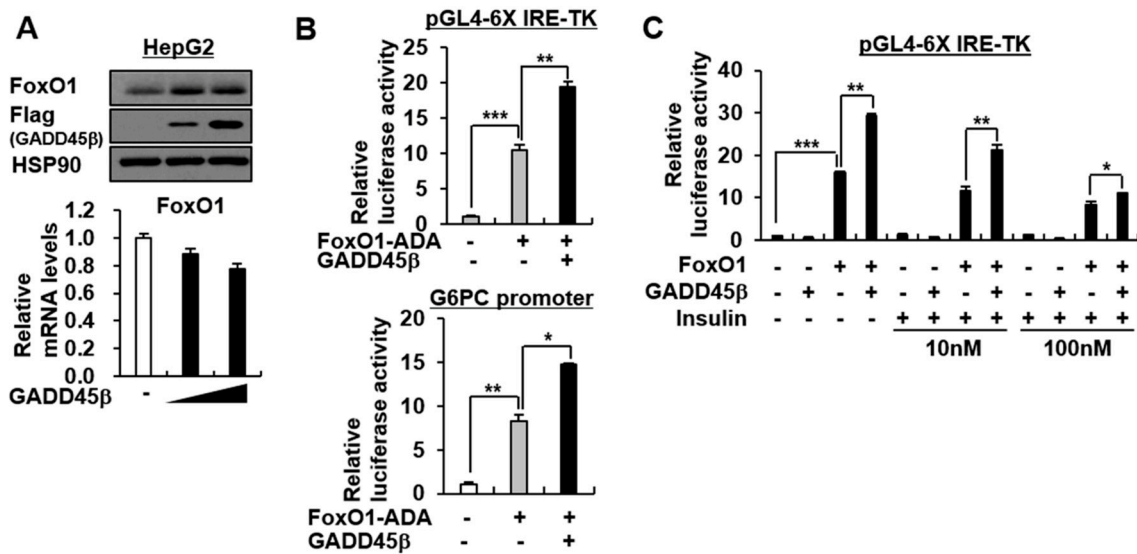 A
HepG2
FoxO1
Flag
(GADD45β)
HSP90
FoxO1
Relative
mRNA levels
1.2
1.0
0.8
0.6
0.4
0.2
0.0
GADD45β -
B
pGL4-6X IRE-TK
Relative
luciferase activity
25
20
15
10
5
0
***
**
FoxO1-ADA - + +
GADD45β - - +
G6PC promoter
Relative
luciferase activity
20
15
10
5
0
**
*
FoxO1-ADA - + +
GADD45β - - +
C
pGL4-6X IRE-TK
Relative
luciferase activity
40
30
20
10
0
***
**
**
*
FoxO1 - - + + - - + + - - + +
GADD45β - + - + - + - + - + - +
Insulin - - - - + + + + + + + +
10nM 100nM